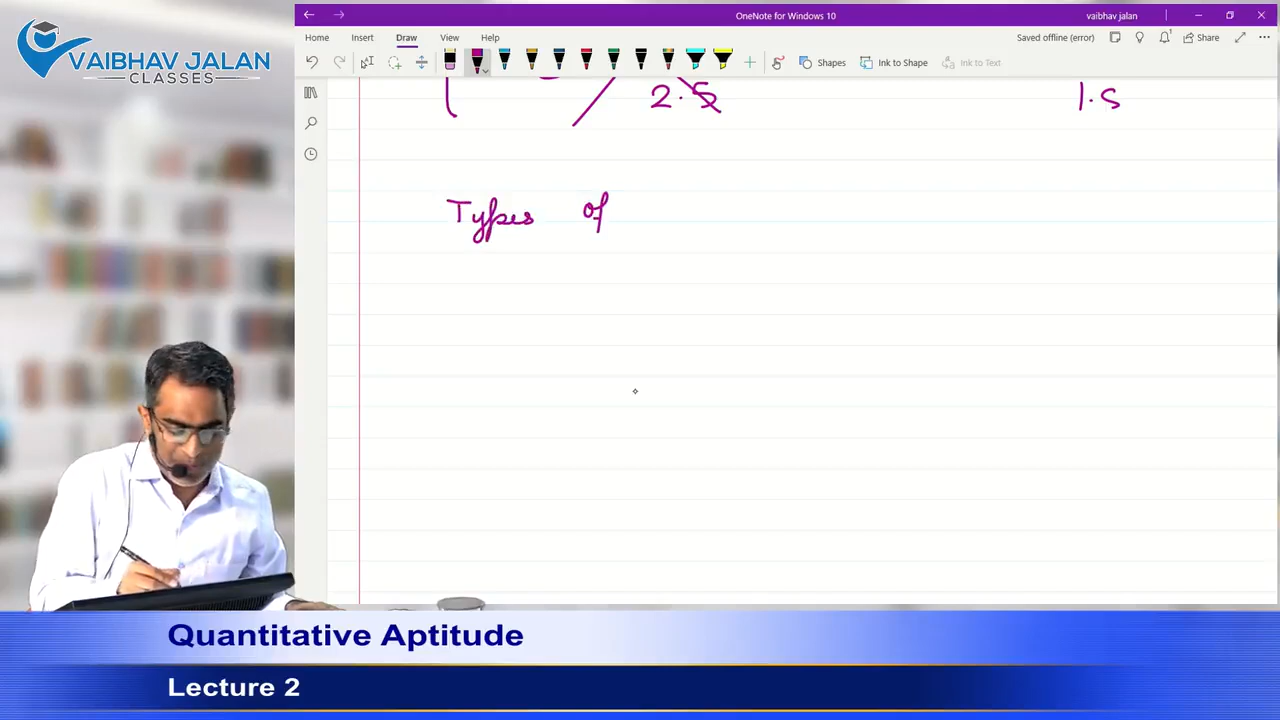 VAIBHAV JALAN
CLASSES
OneNote for Windows 10
vaibhav jalan
Home Insert Draw View Help
Saved offline (error)
Share
Shapes
Ink to Shape
Ink to Text
2.5
1.5
Types of
Quantitative Aptitude
Lecture 2